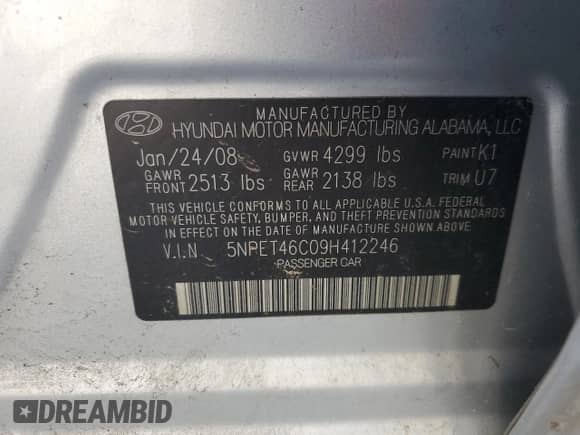 MANUFACTURED BY
HYUNDAI MOTOR MANUFACTURING ALABAMA, LLC
Jan/24/08 GVWR 4299 lbs PAINT K1
GAWR FRONT 2513 lbs GAWR REAR 2138 lbs TRIM U7
THIS VEHICLE CONFORMS TO ALL APPLICABLE U.S.A. FEDERAL
MOTOR VEHICLE SAFETY, BUMPER, AND THEFT PREVENTION STANDARDS
IN EFFECT ON THE DATE OF MANUFACTURE SHOWN ABOVE.
V.I.N 5NPET46C09H412246
PASSENGER CAR
DREAMBID